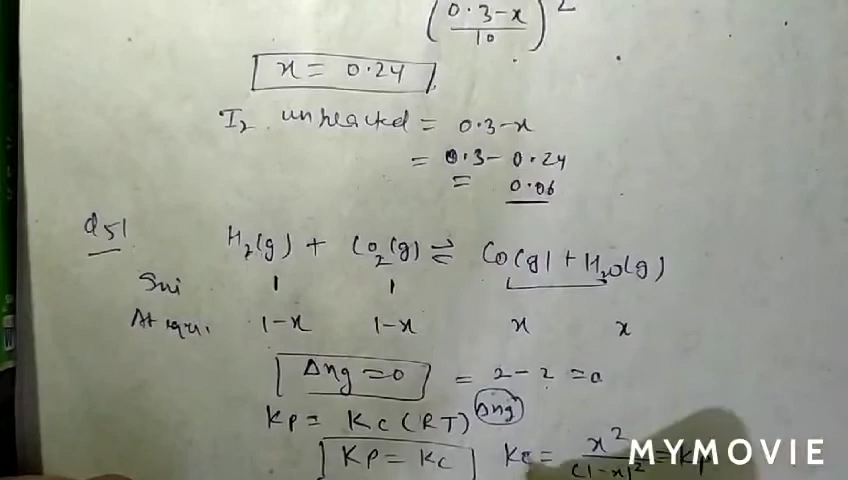 (0.3-x / 10)^2
x = 0.24
I2 unreacted = 0.3-x
= 0.3- 0.24
= 0.06
Q51 H2(g) + CO2(g) ⇌ CO(g) + H2O(g)
Ini 1 1
At equ. 1-x 1-x x x
Δng = 0 = 2-2 = 0
Kp = Kc (RT)^Δng
Kp = Kc Kc = x^2 / (1-x)^2 = Kp
MYMOVIE